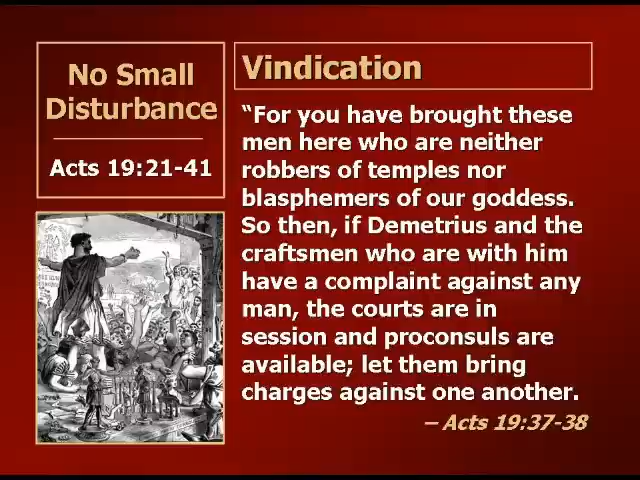 No Small
Disturbance
Acts 19:21-41
Vindication
“For you have brought these
men here who are neither
robbers of temples nor
blasphemers of our goddess.
So then, if Demetrius and the
craftsmen who are with him
have a complaint against any
man, the courts are in
session and proconsuls are
available; let them bring
charges against one another.
– Acts 19:37-38